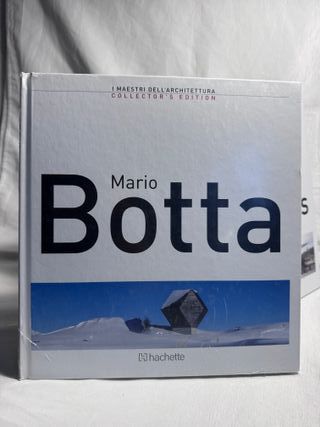 I MAESTRI DELL'ARCHITETTURA
COLLECTOR'S EDITION
Mario
Botta
hachette
S